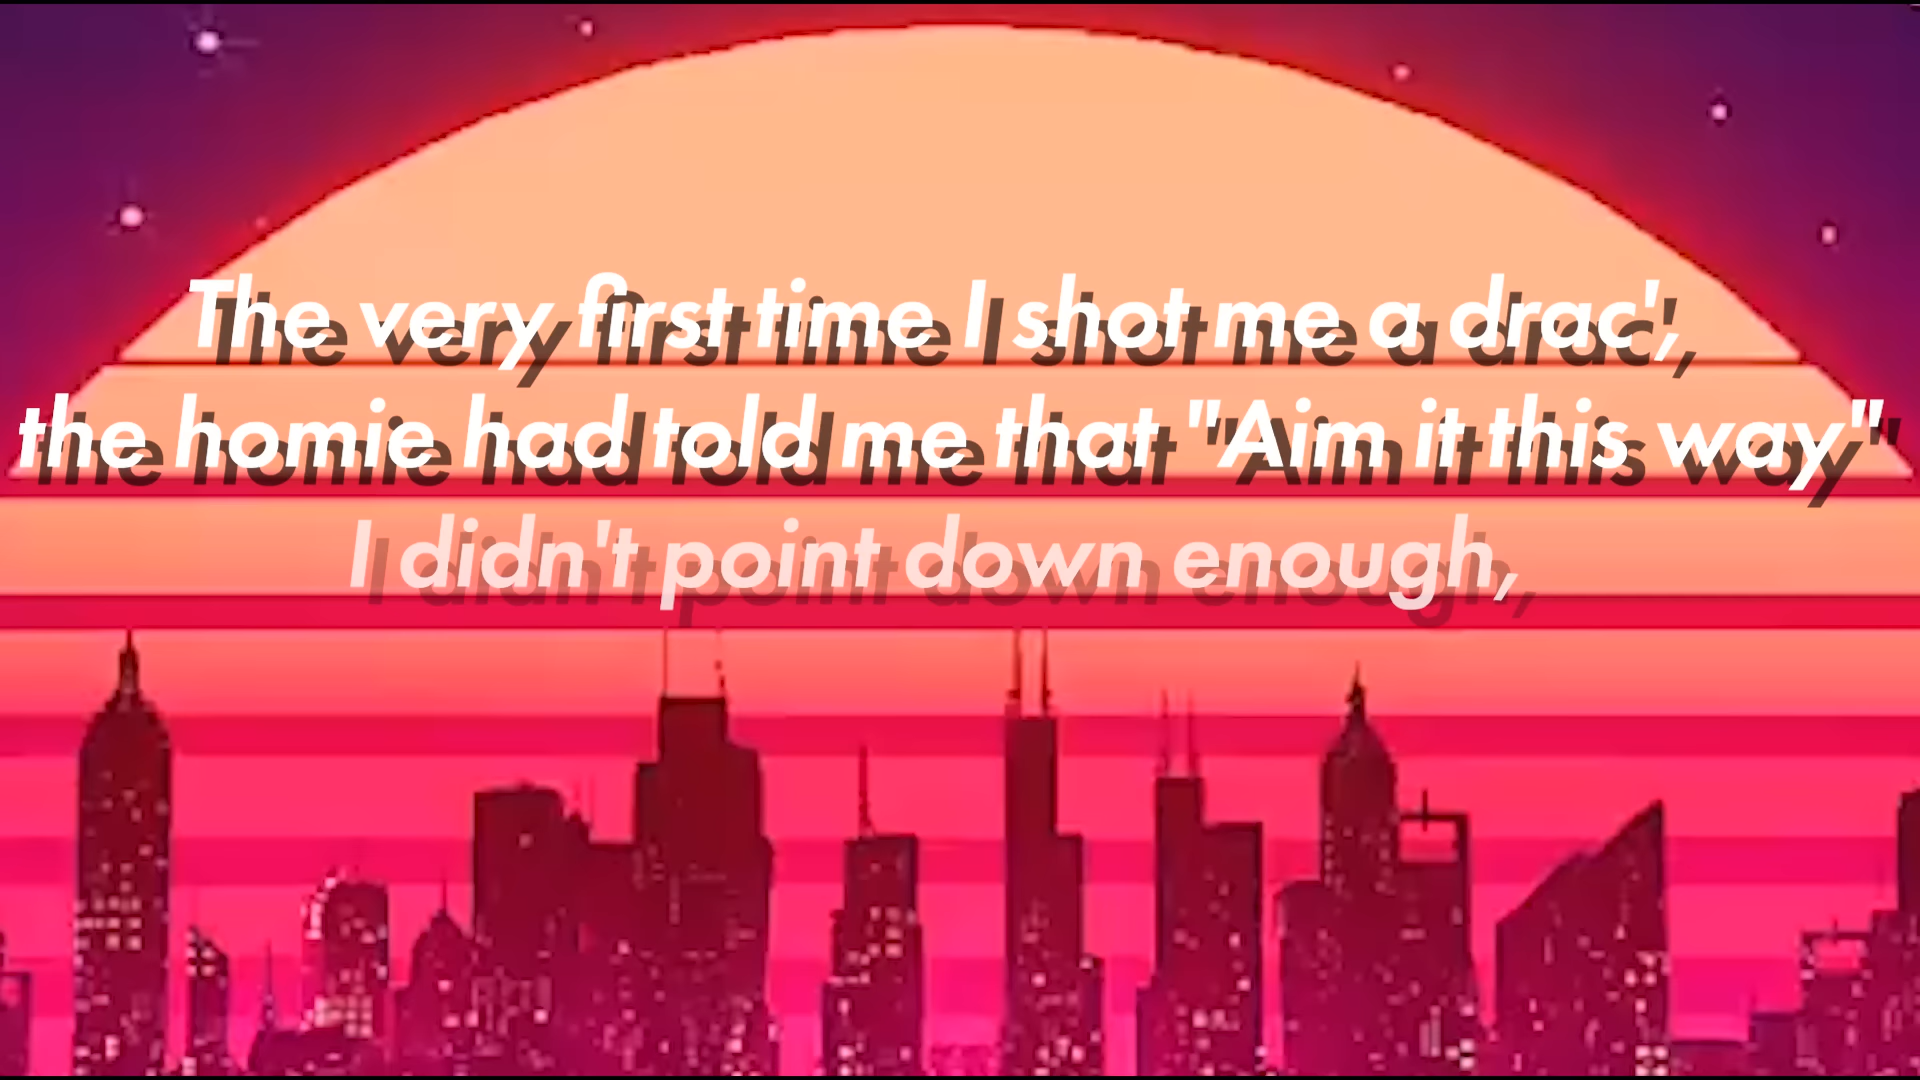 The very first time I shot me a drac',
the homie had told me that "Aim it this way"
I didn't point down enough,